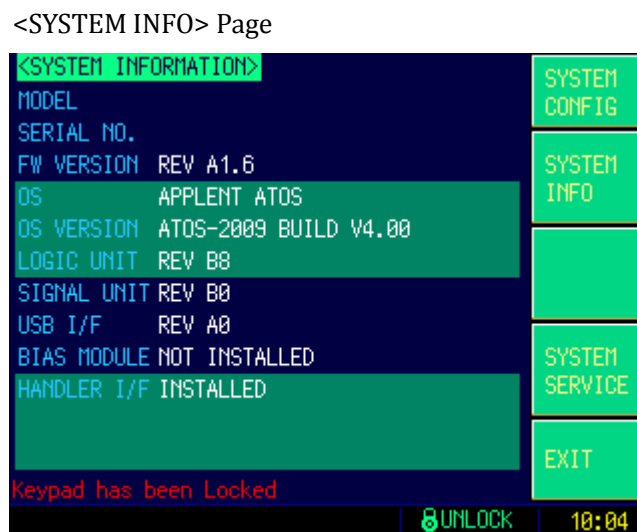 <SYSTEM INFO> Page
<SYSTEM INFORMATION>
MODEL
SERIAL NO.
FW VERSION REV A1.6
OS APPLENT ATOS
OS VERSION ATOS-2009 BUILD V4.00
LOGIC UNIT REV B8
SIGNAL UNIT REV B0
USB I/F REV A0
BIAS MODULE NOT INSTALLED
HANDLER I/F INSTALLED
Keypad has been Locked
SYSTEM
CONFIG
SYSTEM
INFO
SYSTEM
SERVICE
EXIT
UNLOCK 10:04